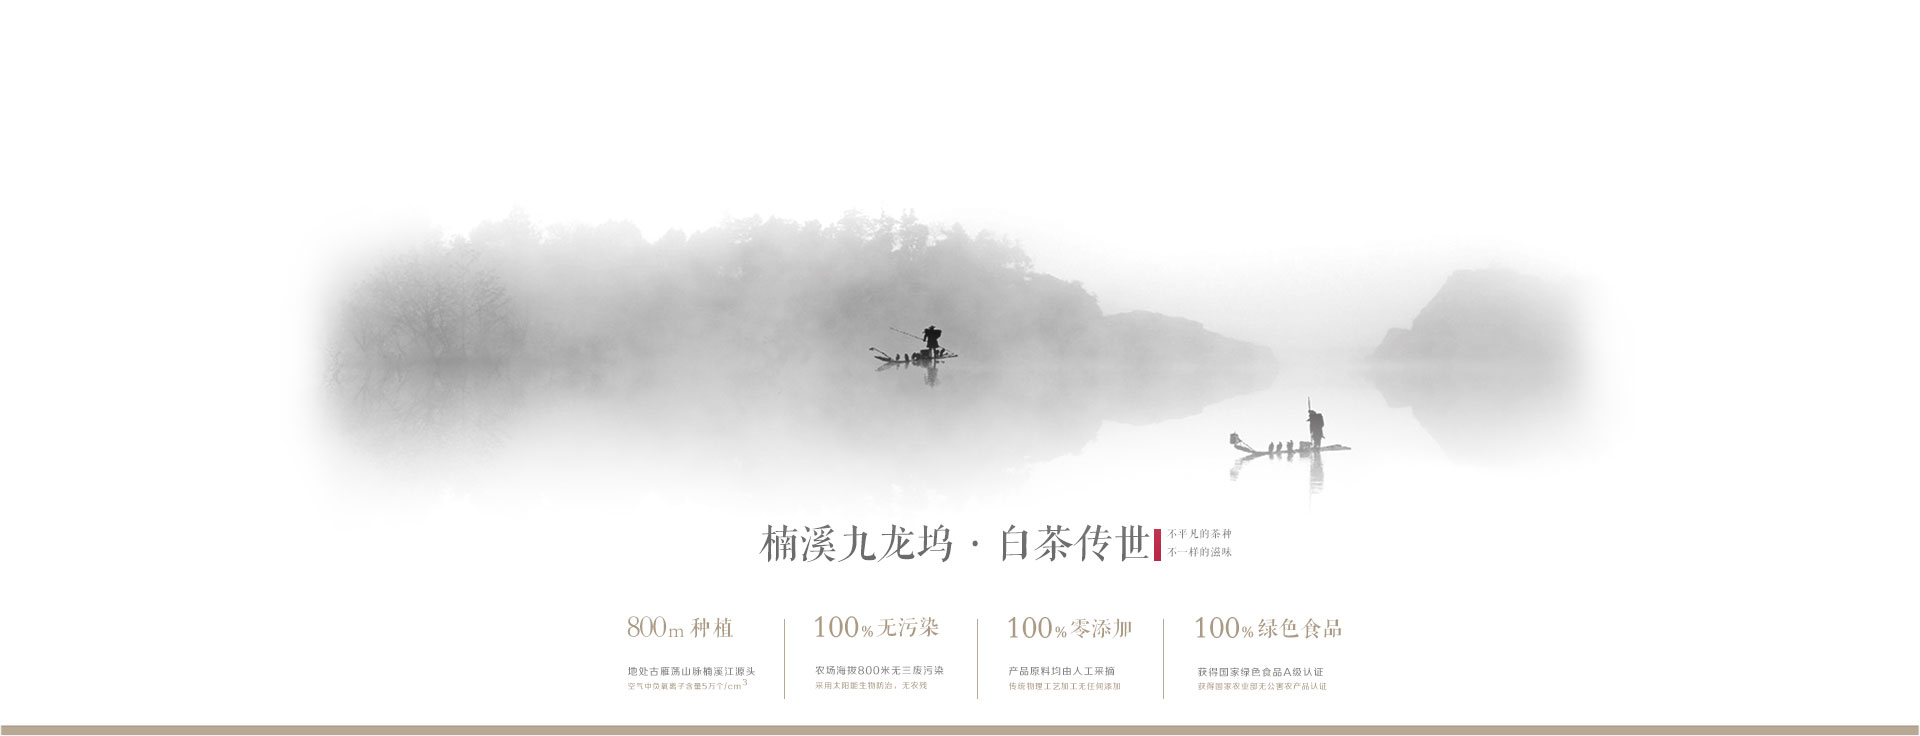 楠溪九龙坞·白茶传世
不平凡的茶种
不一样的滋味
800m 种植
地处古雁荡山脉楠溪江源头
空气中负氧离子含量5万个/cm³
100% 无污染
农场海拔800米无三废污染
采用太阳能生物防治，无农残
100% 零添加
产品原料均由人工采摘
传统物理工艺加工无任何添加
100% 绿色食品
获得国家绿色食品A级认证
获得国家农业部无公害农产品认证